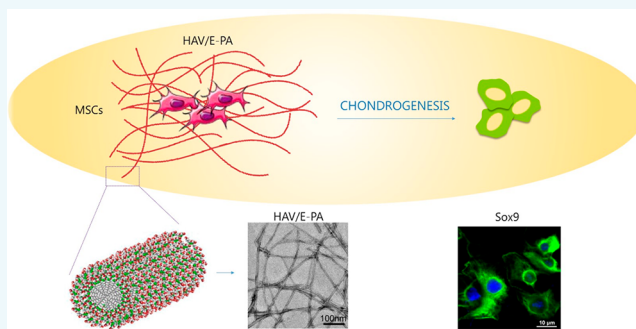 HAV/E-PA
MSCs
CHONDROGENESIS
HAV/E-PA
Sox9
100nm
10 µm